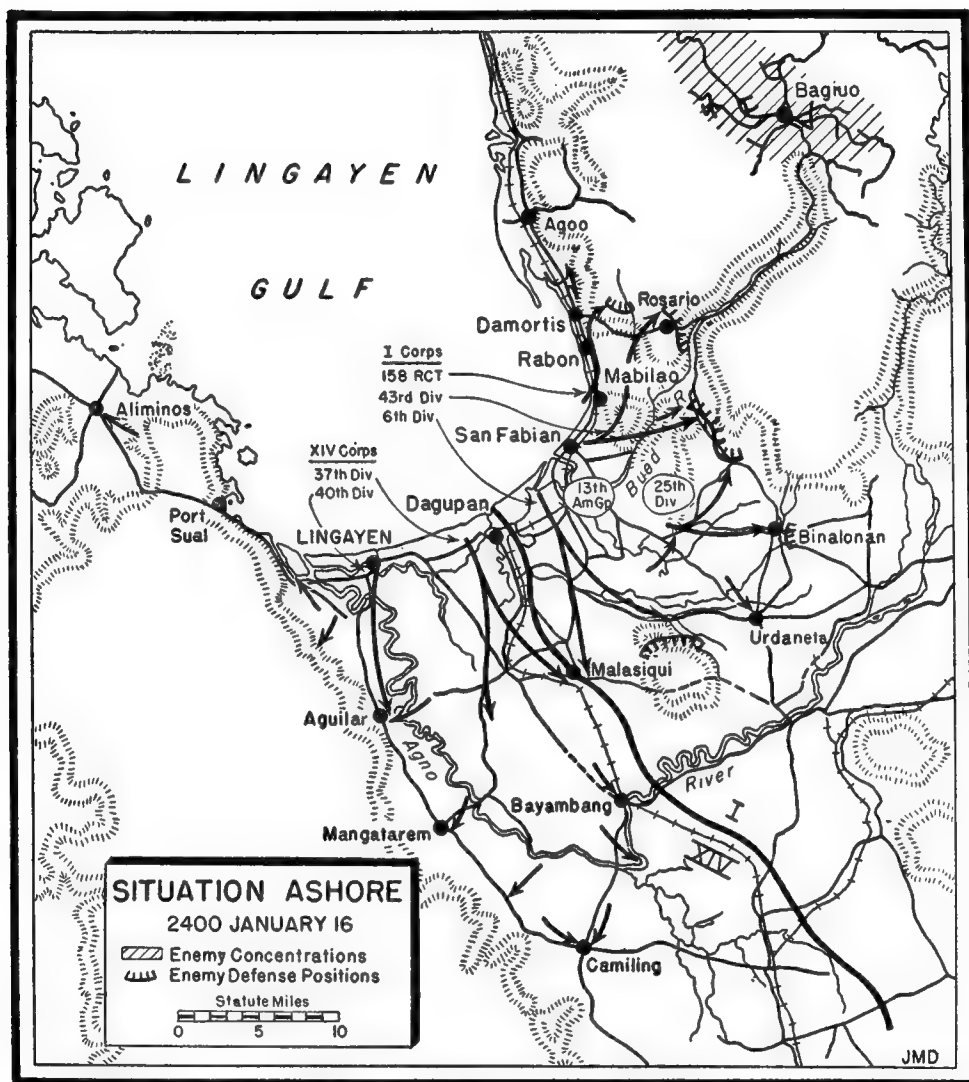 Bagiuo
LINGAYEN
GULF
Agoo
Rosario
Damortis
Rabon
I Corps
158 RCT
43rd Div
6th Div
Mabilao
San Fabian
Aliminos
XIV Corps
37th Div
40th Div
Dagupan
13th
AmGp
Bued
R.
25th
Div
Port
Sual
LINGAYEN
Binalonan
Urdaneta
Malasiqui
Aguilar
Agno
River
Bayambang
Mangatarem
I
XIV
Camiling
SITUATION ASHORE
2400 JANUARY 16
Enemy Concentrations
Enemy Defense Positions
Statute Miles
0 5 10
JMD